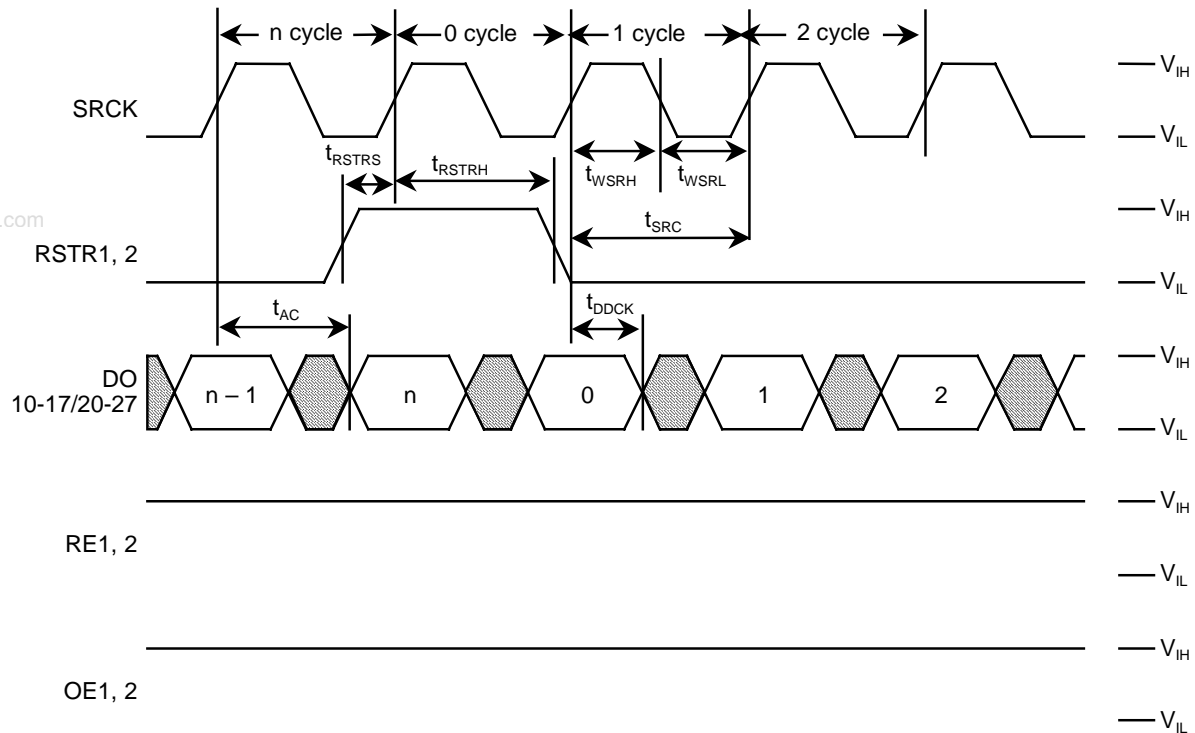 n cycle 0 cycle 1 cycle 2 cycle
SRCK
V_IH
V_IL
t_RSTRS t_RSTRH t_WSRH t_WSRL
.com
RSTR1, 2
t_SRC
V_IH
V_IL
t_AC t_DDCK
DO
10-17/20-27
n – 1 n 0 1 2
V_IH
V_IL
RE1, 2
V_IH
V_IL
OE1, 2
V_IH
V_IL